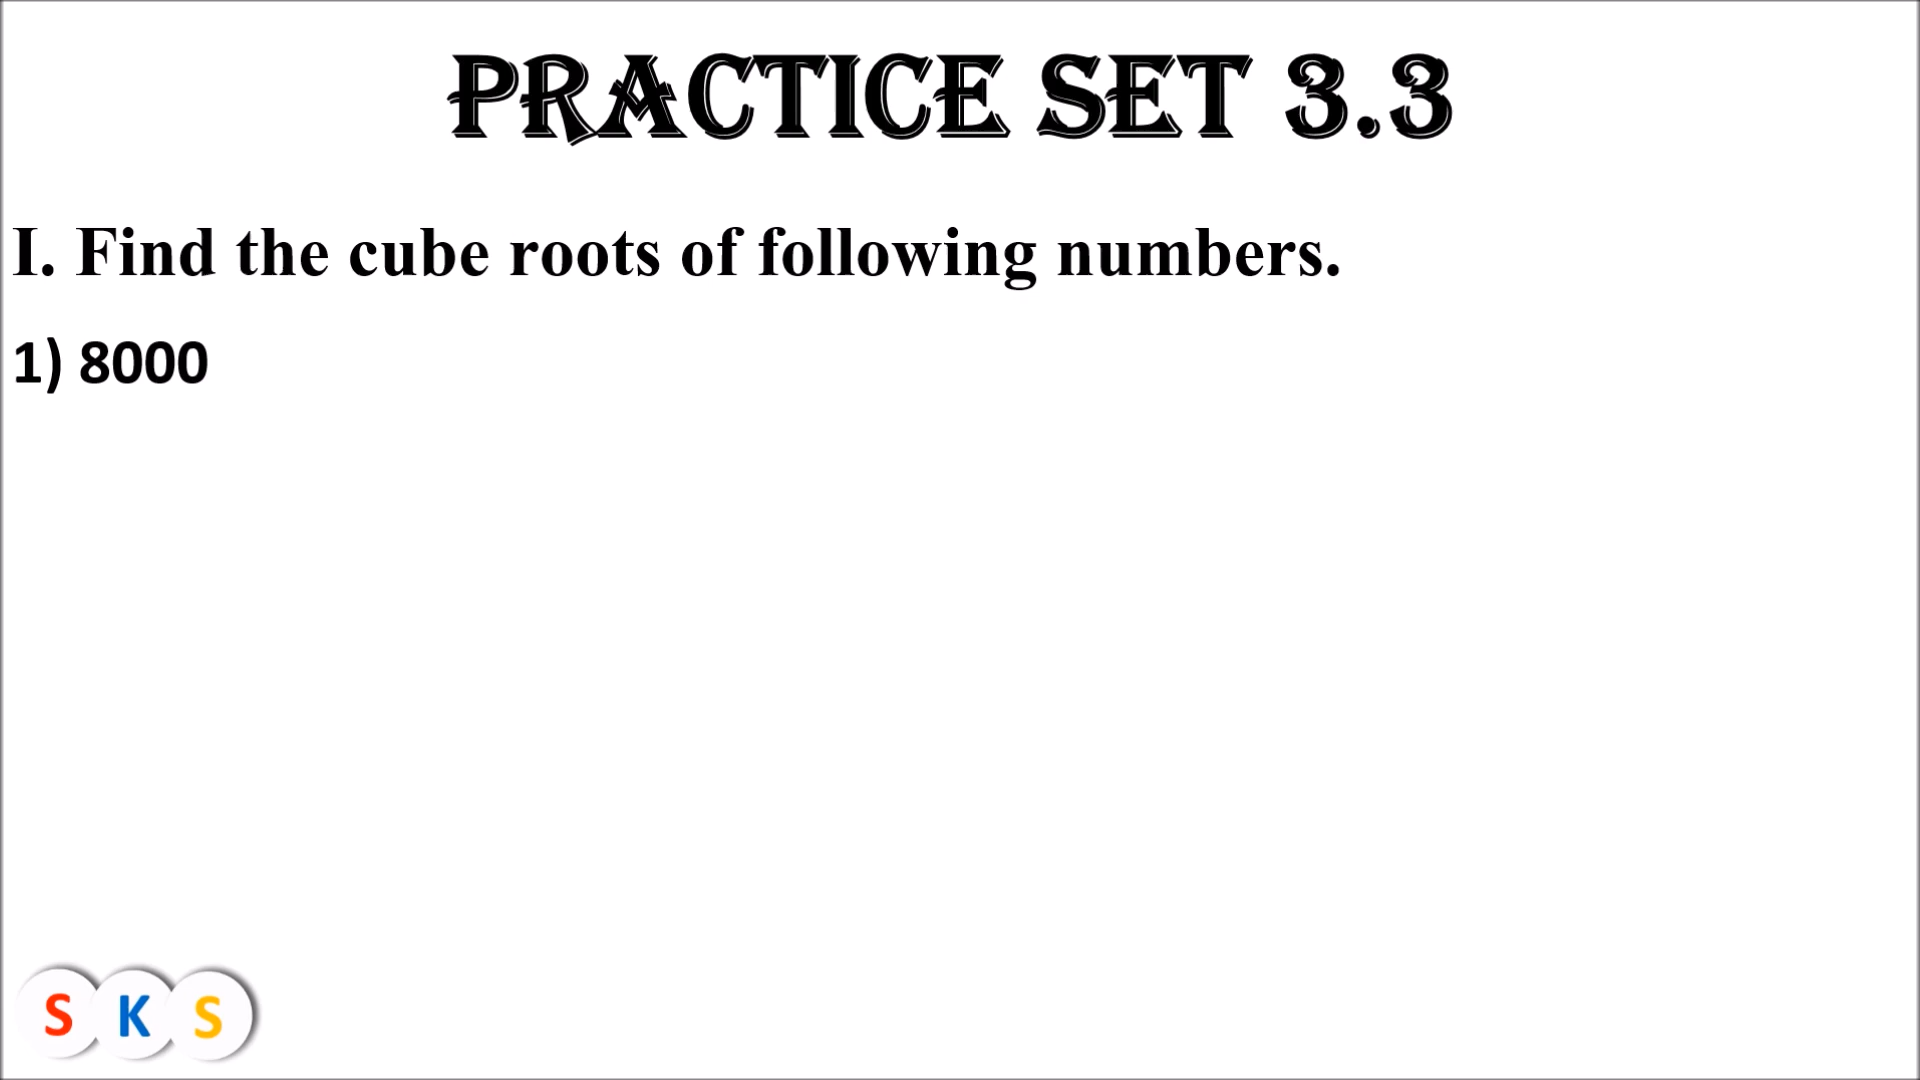 PRACTICE SET 3.3
I. Find the cube roots of following numbers.
1) 8000
S K S